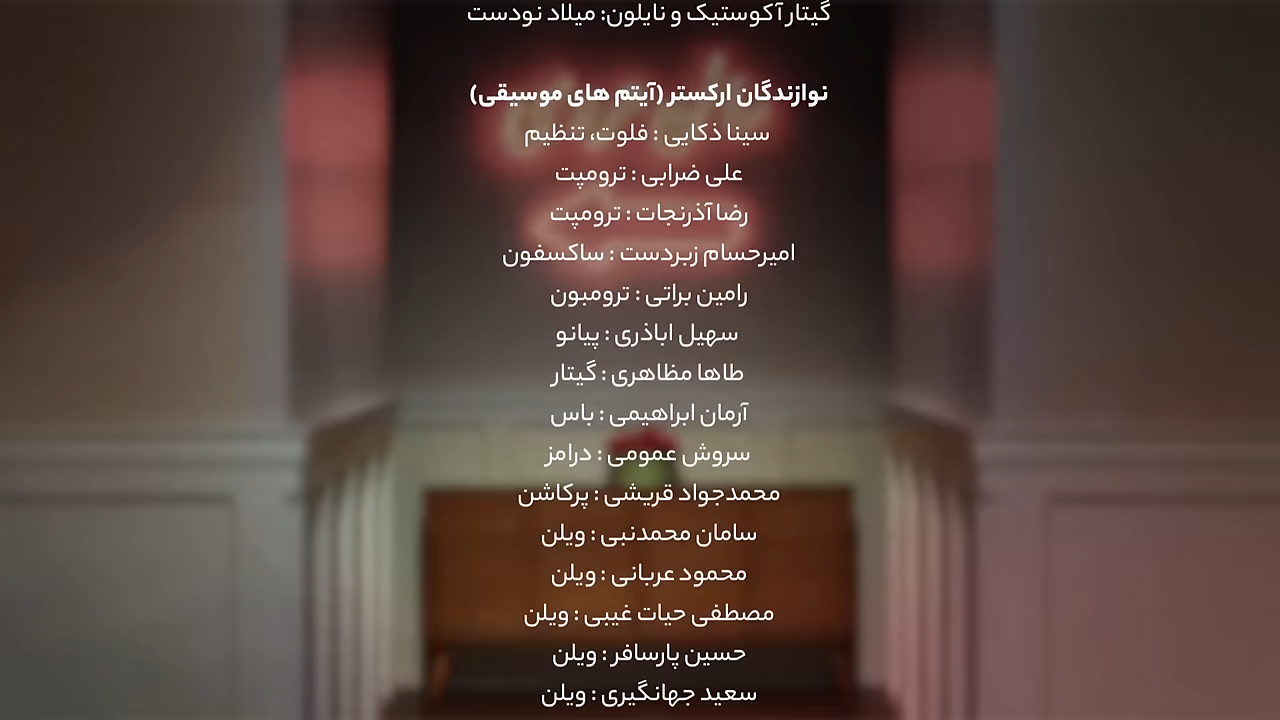 گیتار آکوستیک و نایلون: میلاد نودست
نوازندگان ارکستر (آیتم های موسیقی)
سینا ذکایی : فلوت، تنظیم
علی ضرابی : ترومپت
رضا آذرنجات : ترومپت
امیرحسام زبردست : ساکسفون
رامین براتی : ترومبون
سهیل اباذری : پیانو
طاها مظاهری : گیتار
آرمان ابراهیمی : باس
سروش عمومی : درامز
محمدجواد قریشی : پرکاشن
سامان محمدنبی : ویلن
محمود عربانی : ویلن
مصطفی حیات غیبی : ویلن
حسین پارسافر : ویلن
سعید جهانگیری : ویلن